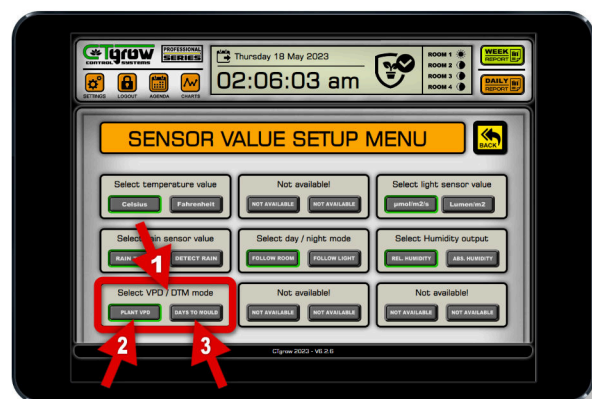 CTgrow
CONTROL SYSTEMS
PROFESSIONAL
SERIES
SETTINGS
LOGOUT
AGENDA
CHARTS
Thursday 18 May 2023
02:06:03 am
ROOM 1
ROOM 2
ROOM 3
ROOM 4
WEEK
REPORT
DAILY
REPORT
SENSOR VALUE SETUP MENU
BACK
Select temperature value
Celsius Fahrenheit
Not available!
NOT AVAILABLE NOT AVAILABLE
Select light sensor value
µmol/m2/s Lumen/m2
Select sensor value
RAIN DETECT RAIN
Select day / night mode
FOLLOW ROOM FOLLOW LIGHT
Select Humidity output
REL. HUMIDITY ABS. HUMIDITY
1
Select VPD / DTM mode
PLANT VPD DAYS TO MOULD
2 3
Not available!
NOT AVAILABLE NOT AVAILABLE
Not available!
NOT AVAILABLE NOT AVAILABLE
CTgrow 2023 - V6.2.6